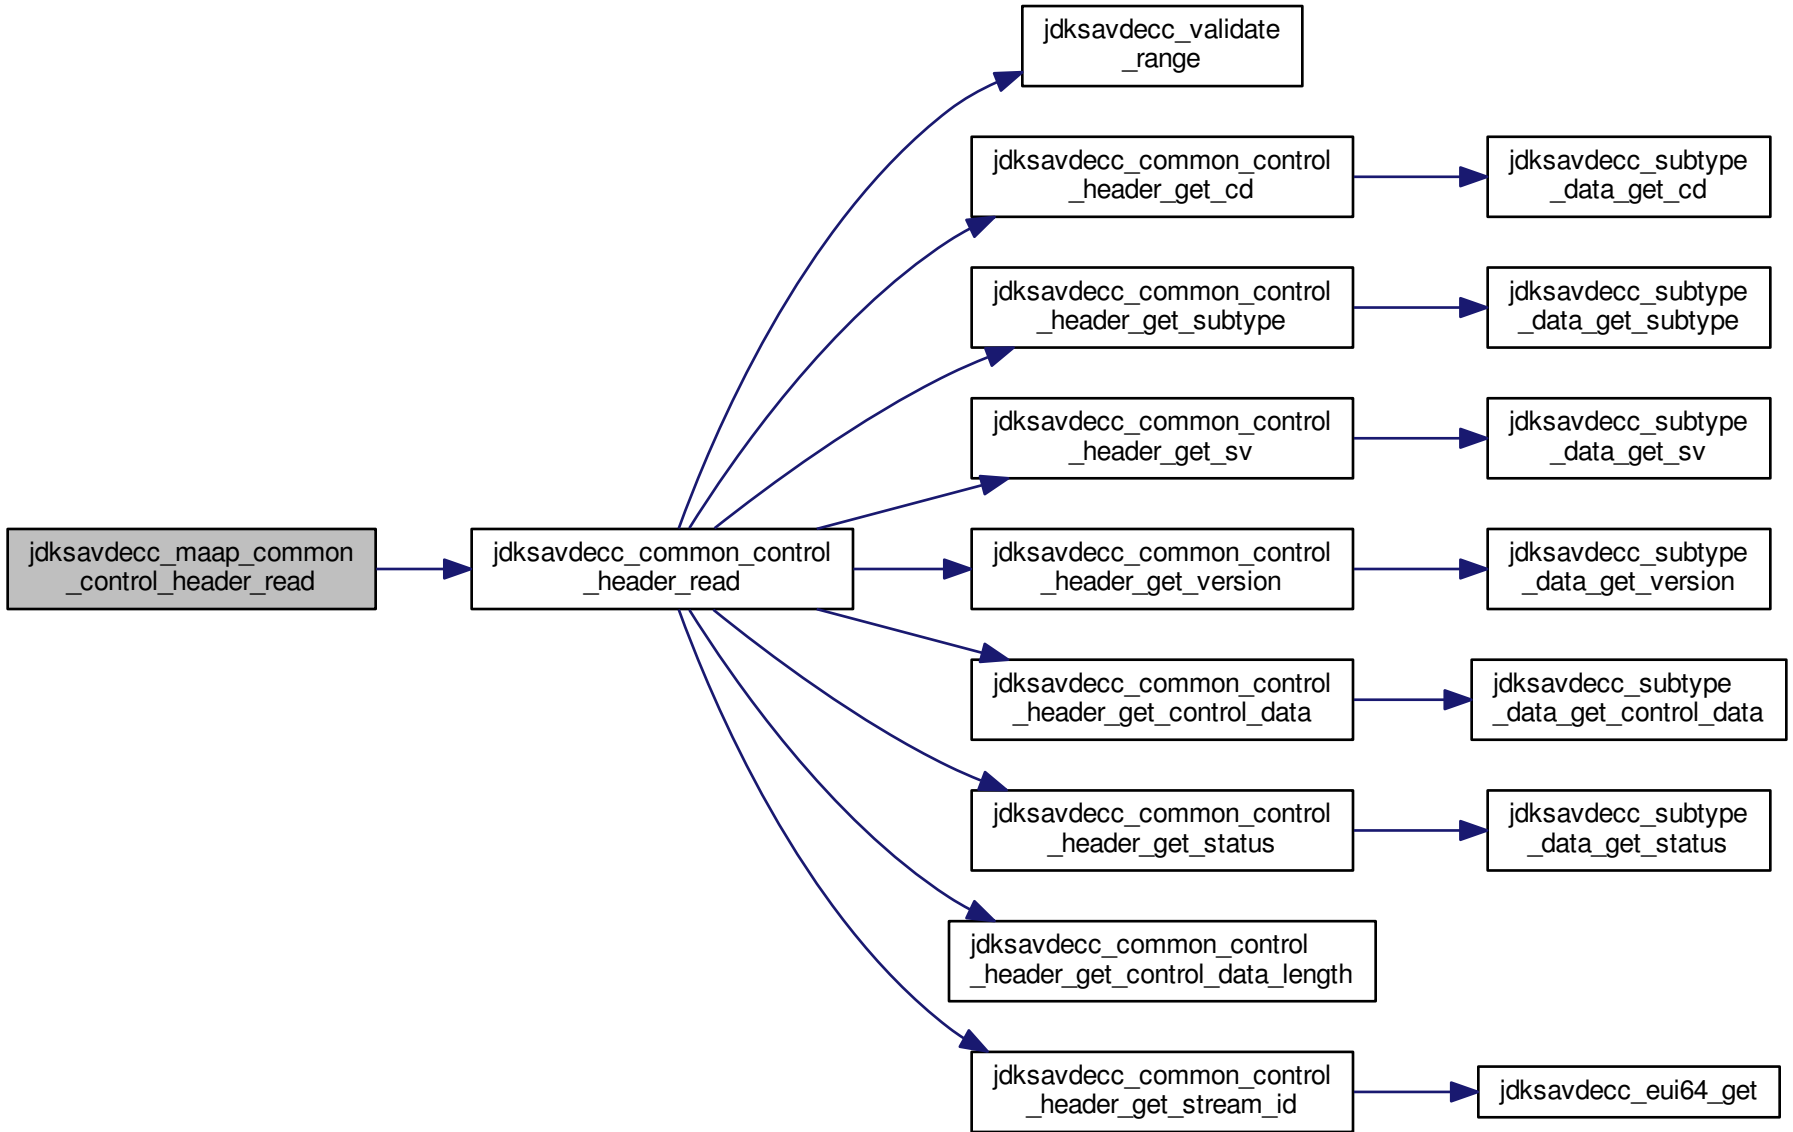 jdksavdecc_maap_common
_control_header_read
jdksavdecc_common_control
_header_read
jdksavdecc_validate
_range
jdksavdecc_common_control
_header_get_cd
jdksavdecc_subtype
_data_get_cd
jdksavdecc_common_control
_header_get_subtype
jdksavdecc_subtype
_data_get_subtype
jdksavdecc_common_control
_header_get_sv
jdksavdecc_subtype
_data_get_sv
jdksavdecc_common_control
_header_get_version
jdksavdecc_subtype
_data_get_version
jdksavdecc_common_control
_header_get_control_data
jdksavdecc_subtype
_data_get_control_data
jdksavdecc_common_control
_header_get_status
jdksavdecc_subtype
_data_get_status
jdksavdecc_common_control
_header_get_control_data_length
jdksavdecc_common_control
_header_get_stream_id
jdksavdecc_eui64_get